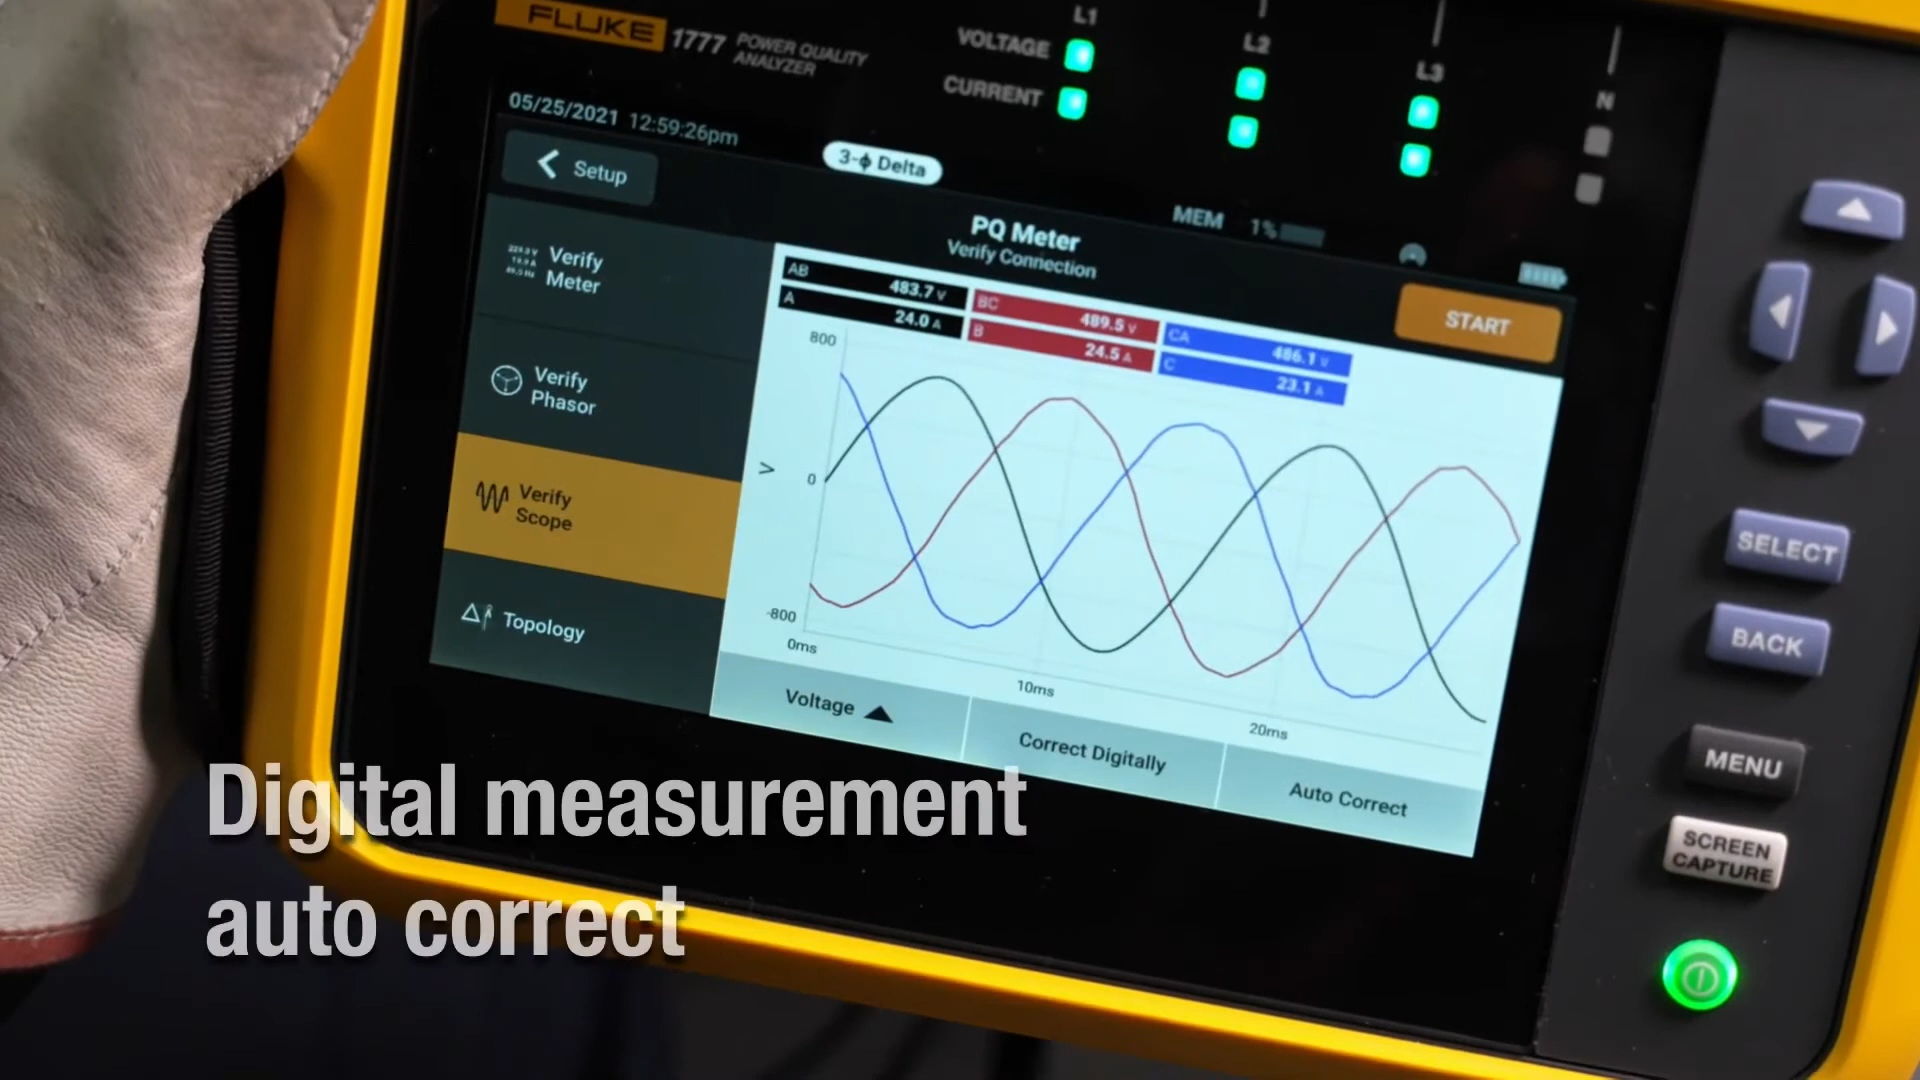 FLUKE 1777 POWER QUALITY
ANALYZER
L1
L2
L3
N
VOLTAGE
CURRENT
05/25/2021 12:59:26pm
3-ϕ Delta
Setup
MEM 1%
PQ Meter
Verify Connection
START
Verify
Meter
Verify
Phasor
Verify
Scope
Topology
AB 483.7 V
A 24.0 A
BC 489.5 V
B 24.5 A
CA 486.1 V
C 23.1 A
800
V
0
-800
0ms
10ms
20ms
Voltage
Correct Digitally
Auto Correct
SELECT
BACK
MENU
SCREEN
CAPTURE
Digital measurement
auto correct